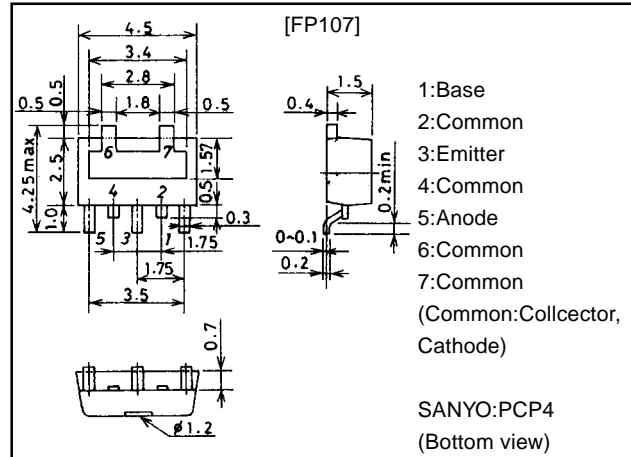 [FP107]
4.5
3.4
2.8
0.5
0.5
1.8
0.5
6
7
4.25max
2.5
1.57
1.0
4
2
0.5
0.3
5
3
1
1.75
1.75
3.5
0.7
ø1.2
1.5
0.4
0.2min
0~0.1
0.2
1:Base
2:Common
3:Emitter
4:Common
5:Anode
6:Common
7:Common
(Common:Collcector,
Cathode)
SANYO:PCP4
(Bottom view)